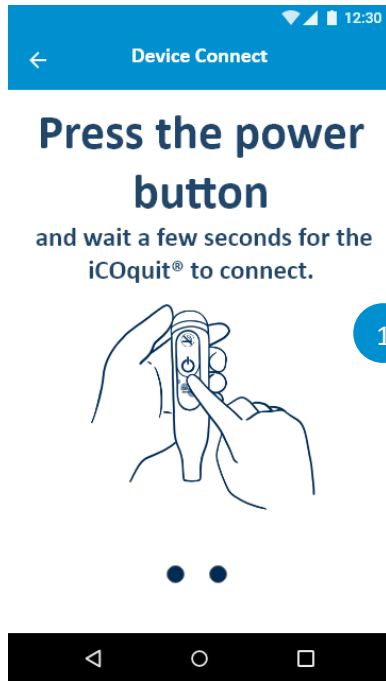 12:30
Device Connect
Press the power
button
and wait a few seconds for the
iCOquit® to connect.
1